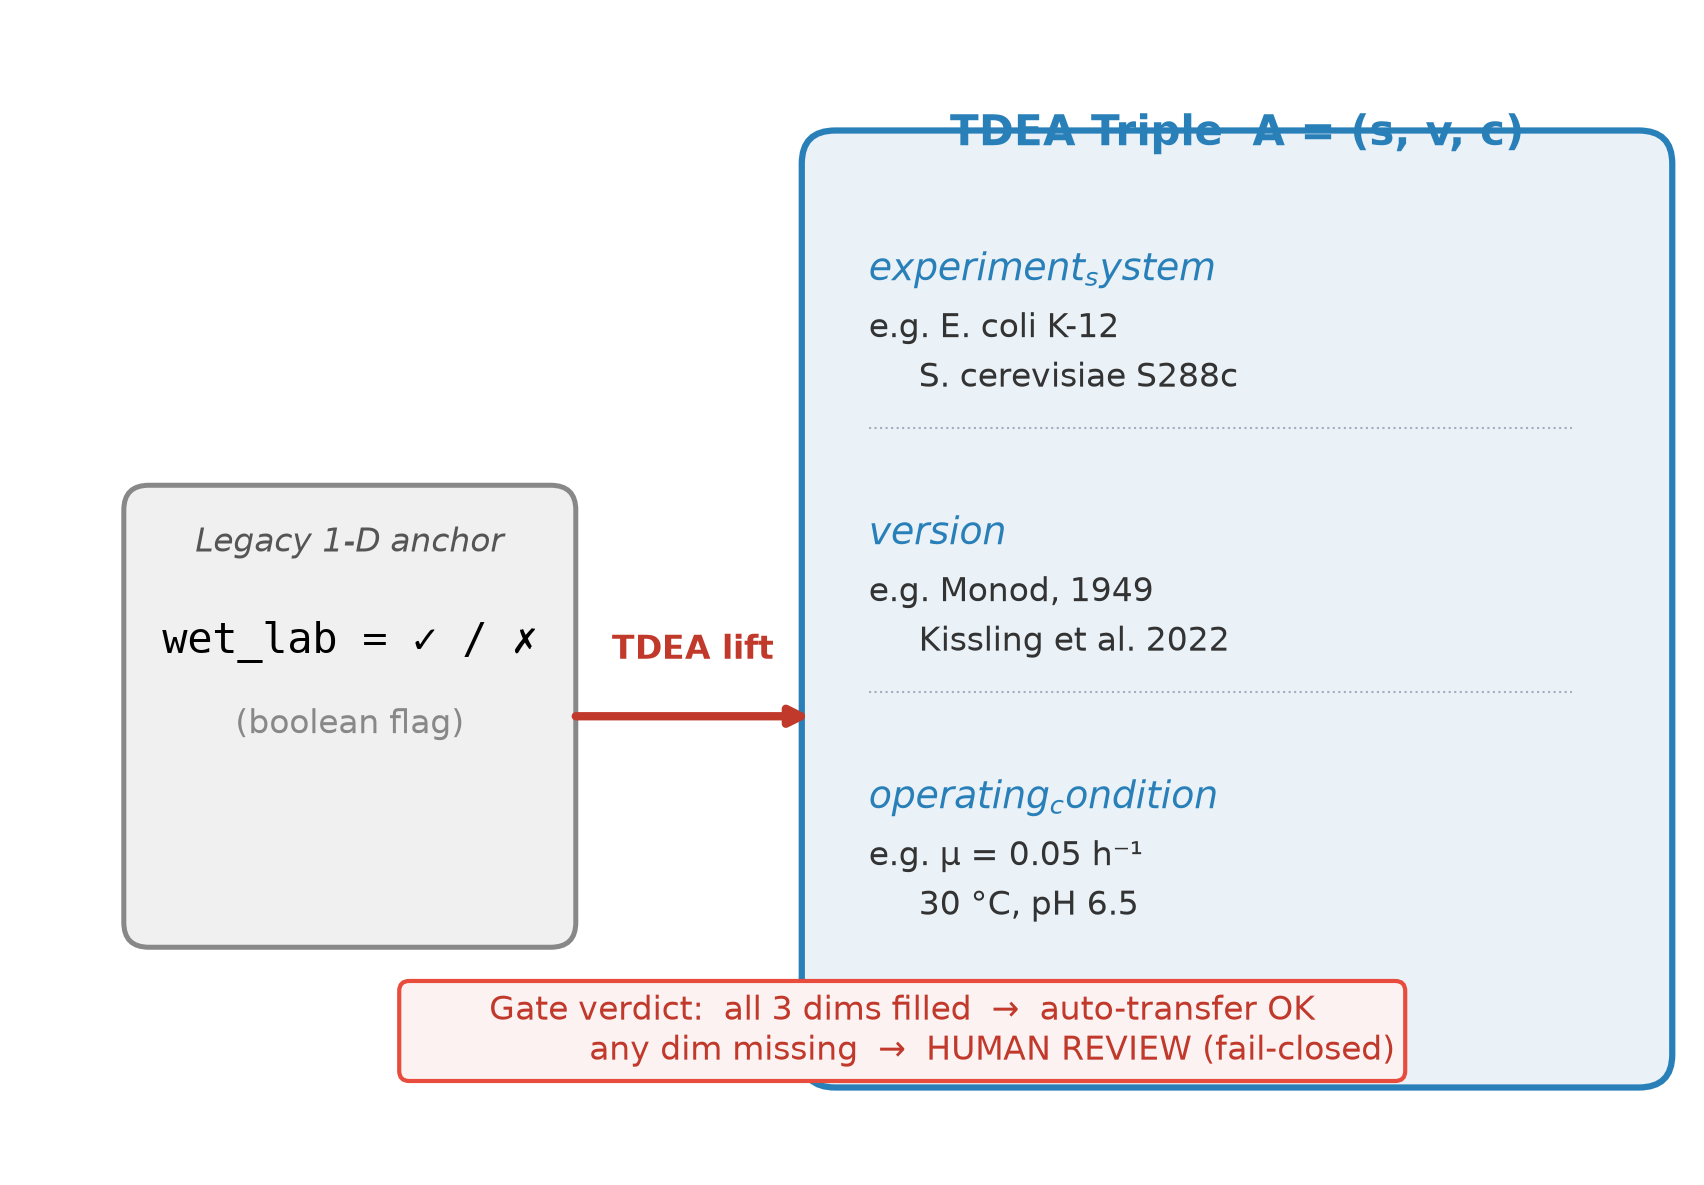 TDEA Triple  A = (s, v, c)
experimentₛystem
e.g. E. coli K-12
S. cerevisiae S288c
Legacy 1-D anchor
wet_lab = ✓ / ✗
(boolean flag)
TDEA lift
version
e.g. Monod, 1949
Kissling et al. 2022
operating_condition
e.g. μ = 0.05 h⁻¹
30 °C, pH 6.5
Gate verdict:  all 3 dims filled  →  auto-transfer OK
any dim missing  →  HUMAN REVIEW (fail-closed)